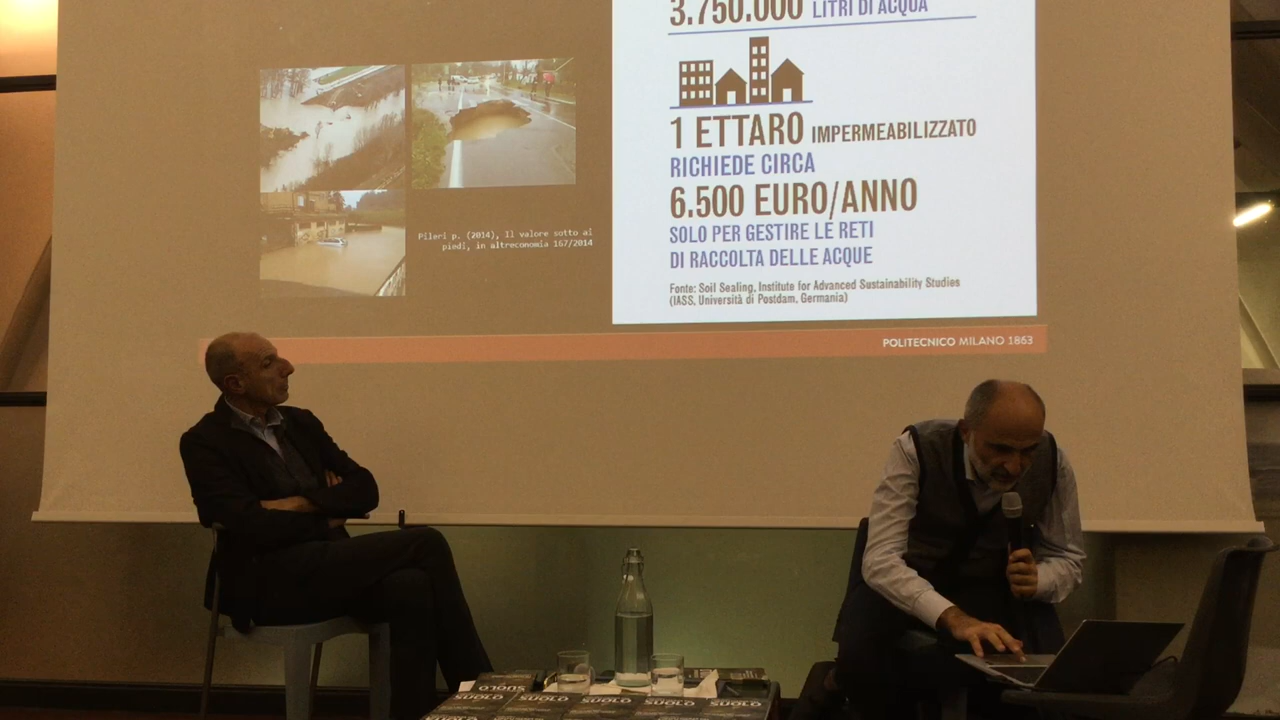 3.750.000 LITRI DI ACQUA
1 ETTARO IMPERMEABILIZZATO
RICHIEDE CIRCA
6.500 EURO/ANNO
SOLO PER GESTIRE LE RETI
DI RACCOLTA DELLE ACQUE
Fonte: Soil Sealing, Institute for Advanced Sustainability Studies
(IASS, Università di Postdam, Germania)
Pileri p. (2014), Il valore sotto ai
piedi, in altreconomia 167/2014
POLITECNICO MILANO 1863
SUOLO
SUOLO
SUOLO
SUOLO
SUOLO